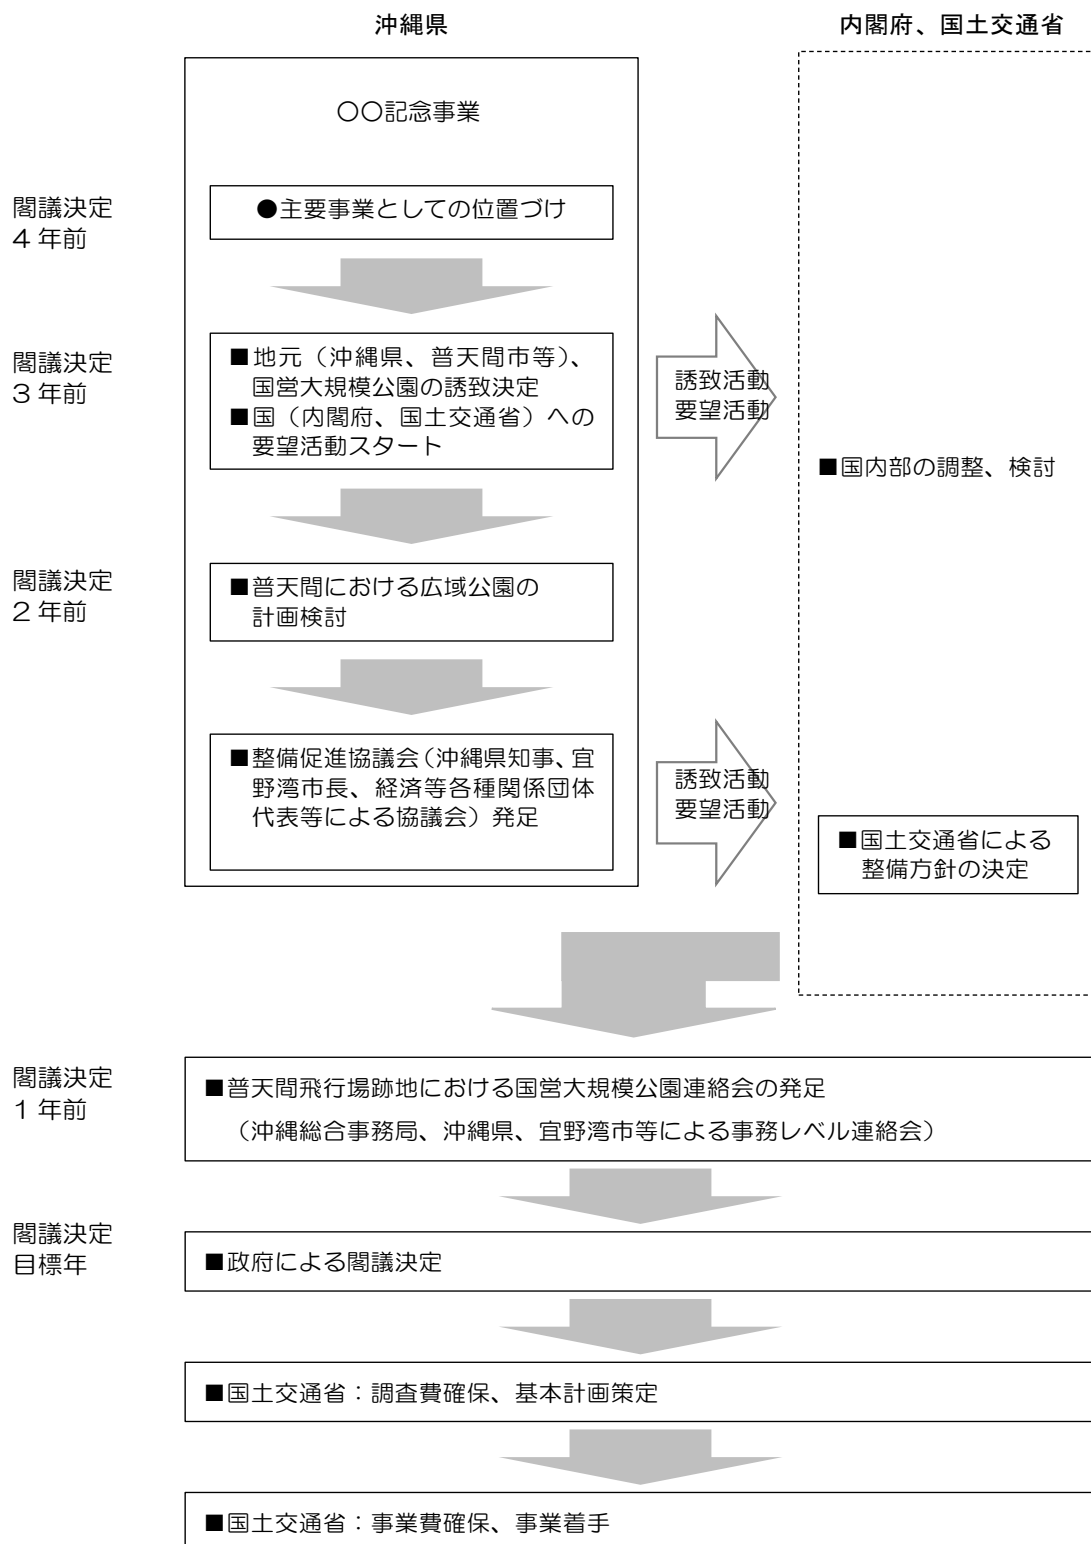 沖縄県
内閣府、国土交通省
〇〇記念事業
閣議決定
4 年前
●主要事業としての位置づけ
閣議決定
3 年前
■地元（沖縄県、普天間市等）、
国営大規模公園の誘致決定
■国（内閣府、国土交通省）への
要望活動スタート
誘致活動
要望活動
■国内部の調整、検討
閣議決定
2 年前
■普天間における広域公園の
計画検討
■整備促進協議会（沖縄県知事、宜
野湾市長、経済等各種関係団体
代表等による協議会）発足
誘致活動
要望活動
■国土交通省による
整備方針の決定
閣議決定
1 年前
■普天間飛行場跡地における国営大規模公園連絡会の発足
（沖縄総合事務局、沖縄県、宜野湾市等による事務レベル連絡会）
閣議決定
目標年
■政府による閣議決定
■国土交通省：調査費確保、基本計画策定
■国土交通省：事業費確保、事業着手